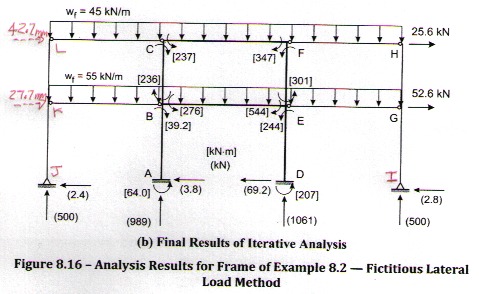 w_f = 45 kN/m
42.7 mm
25.6 kN
L
C
F
H
[237]
[347]
w_f = 55 kN/m
[236]
[301]
27.7 mm
52.6 kN
K
B
[276]
[544]
E
G
[39.2]
[244]
[kN·m]
(kN)
J
A
D
I
(2.4)
[64.0]
(3.8)
(69.2)
[207]
(2.8)
(500)
(989)
(1061)
(500)
(b) Final Results of Iterative Analysis
Figure 8.16 – Analysis Results for Frame of Example 8.2 — Fictitious Lateral
Load Method